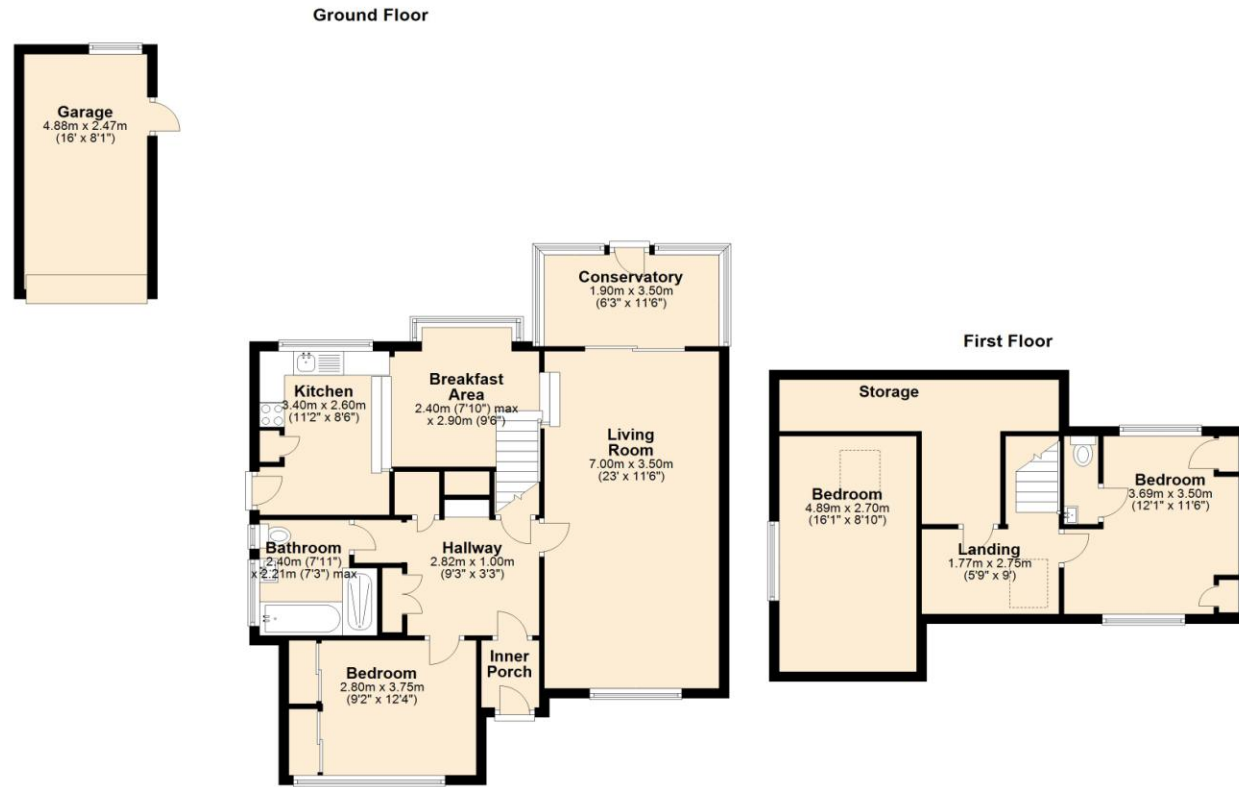 Ground Floor
Garage
4.88m x 2.47m
(16' x 8'1")
Conservatory
1.90m x 3.50m
(6'3" x 11'6")
Kitchen
3.40m x 2.60m
(11'2" x 8'6")
Breakfast
Area
2.40m (7'10") max
x 2.90m (9'6")
Living
Room
7.00m x 3.50m
(23' x 11'6")
Bathroom
2.40m (7'11")
x 2.21m (7'3") max
Hallway
2.82m x 1.00m
(9'3" x 3'3")
Inner
Porch
Bedroom
2.80m x 3.75m
(9'2" x 12'4")
First Floor
Storage
Bedroom
4.89m x 2.70m
(16'1" x 8'10")
Bedroom
3.69m x 3.50m
(12'1" x 11'6")
Landing
1.77m x 2.75m
(5'9" x 9')